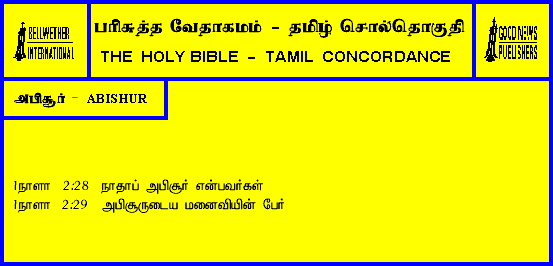 BELLWETHER
INTERNATIONAL
பரிசுத்த வேதாகமம் - தமிழ் சொல்தொகுதி
THE HOLY BIBLE - TAMIL CONCORDANCE
GOOD NEWS
PUBLISHERS
அபிசூர் - ABISHUR
1நாளா 2:28 நாதாப் அபிசூர் என்பவர்கள்
1நாளா 2:29 அபிசூருடைய மனைவியின் பேர்